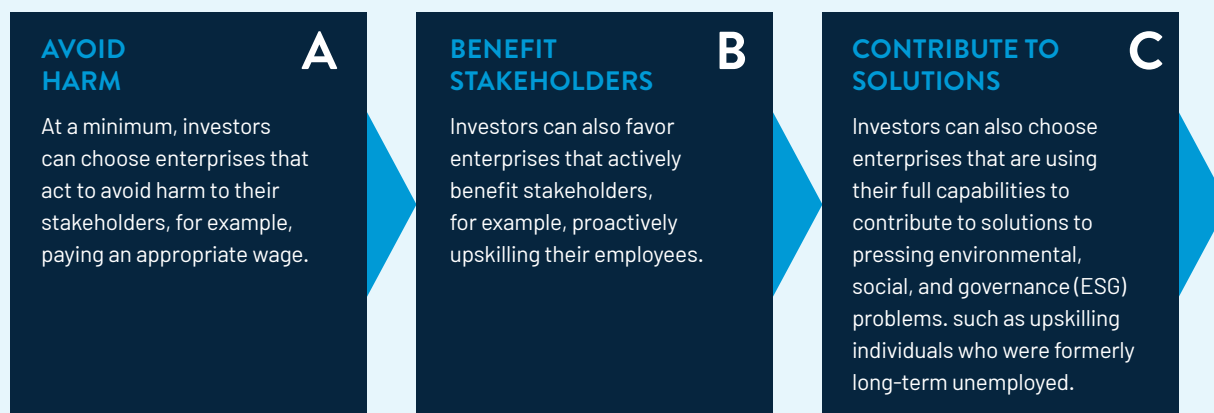 AVOID
HARM
A
At a minimum, investors
can choose enterprises that
act to avoid harm to their
stakeholders, for example,
paying an appropriate wage.
BENEFIT
STAKEHOLDERS
B
Investors can also favor
enterprises that actively
benefit stakeholders,
for example, proactively
upskilling their employees.
CONTRIBUTE TO
SOLUTIONS
C
Investors can also choose
enterprises that are using
their full capabilities to
contribute to solutions to
pressing environmental,
social, and governance (ESG)
problems. such as upskilling
individuals who were formerly
long-term unemployed.